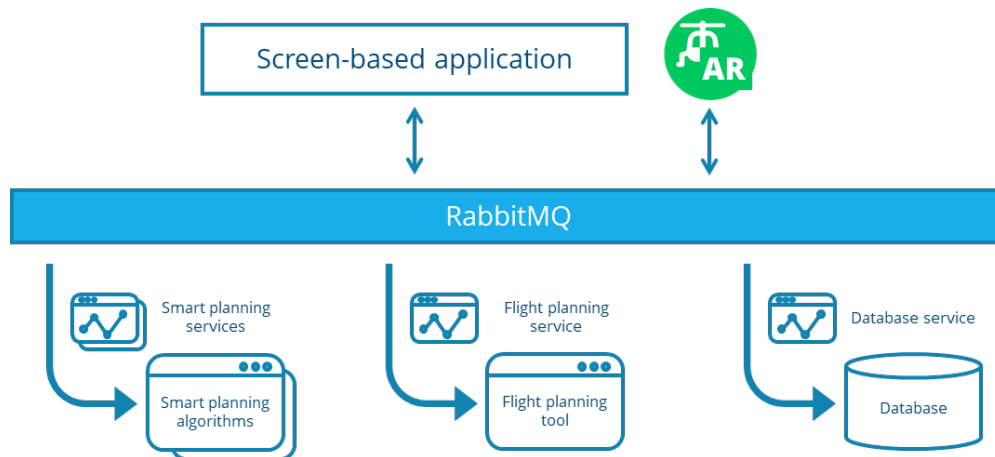 Screen-based application
AR
RabbitMQ
Smart planning
services
Flight planning
service
Database service
Smart planning
algorithms
Flight planning
tool
Database